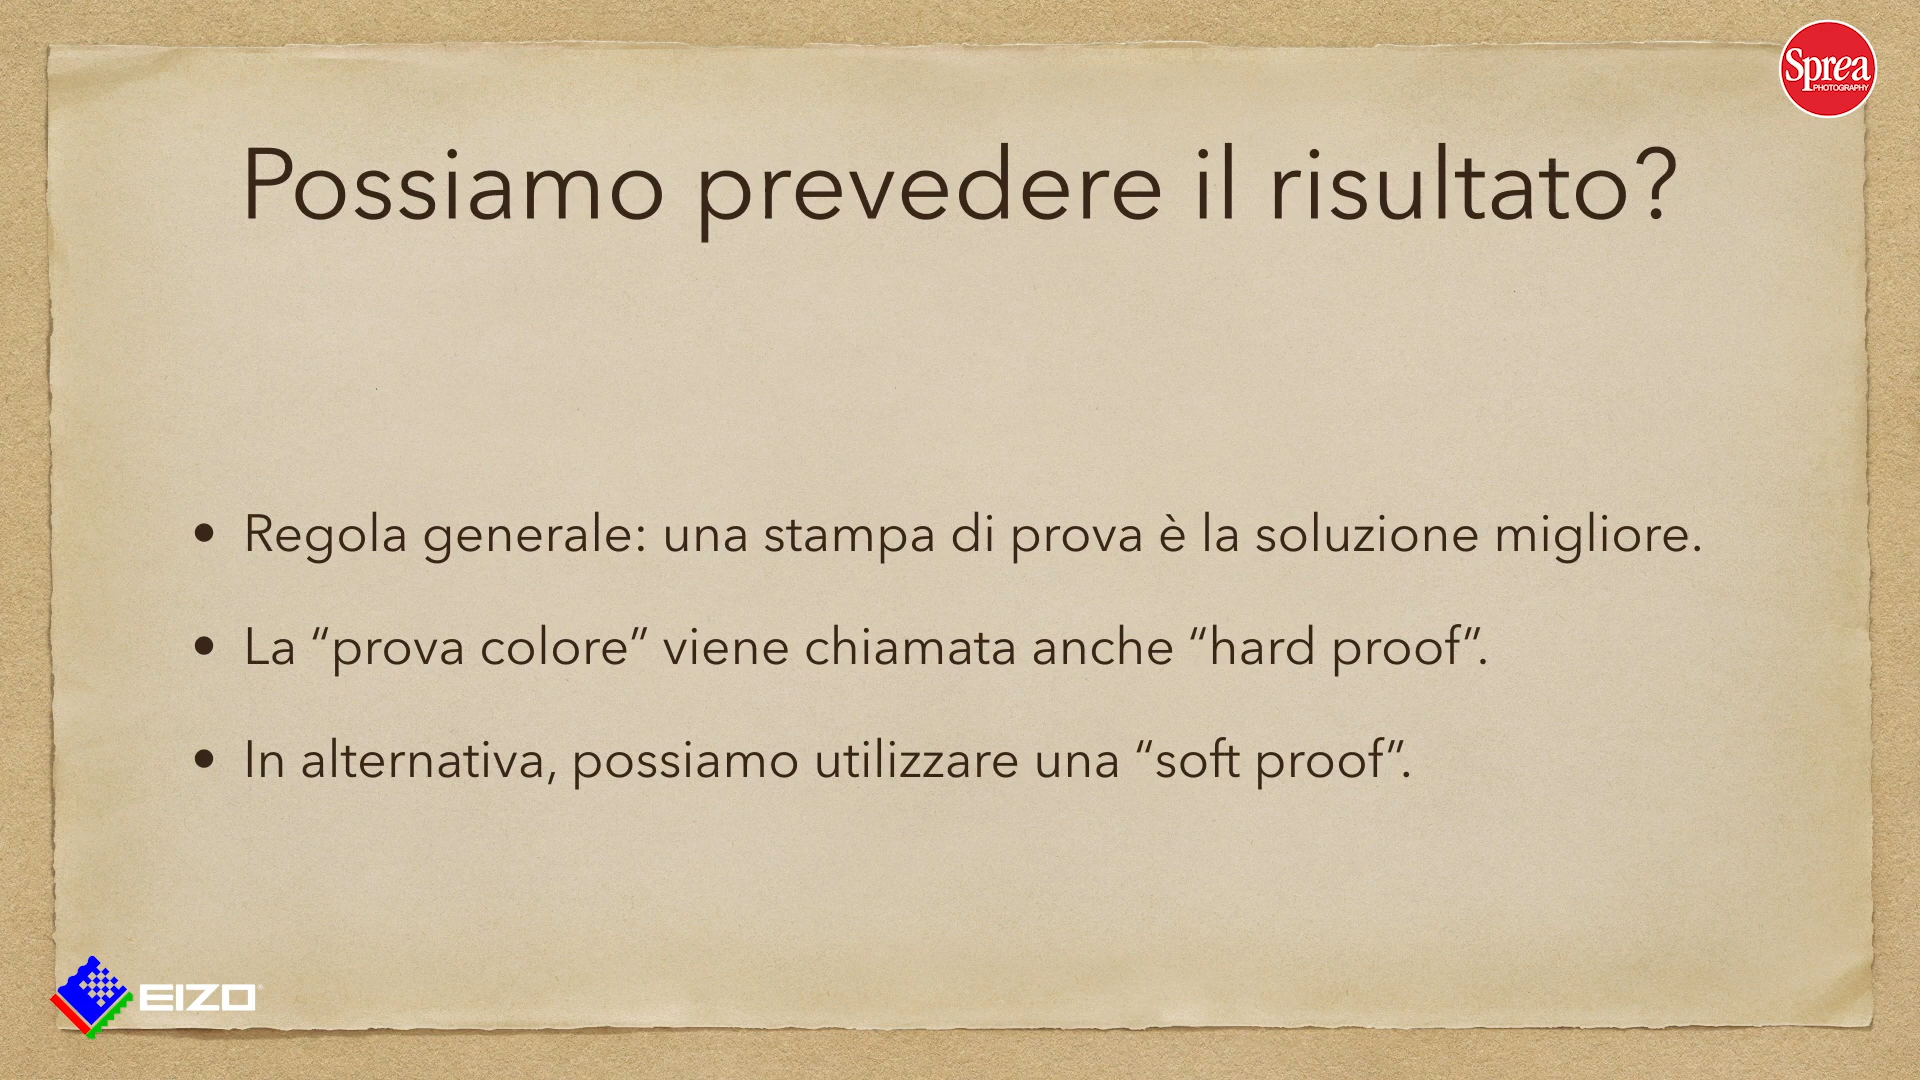 Sprea
PHOTOGRAPHY
Possiamo prevedere il risultato?
• Regola generale: una stampa di prova è la soluzione migliore.
• La “prova colore” viene chiamata anche “hard proof”.
• In alternativa, possiamo utilizzare una “soft proof”.
EIZO